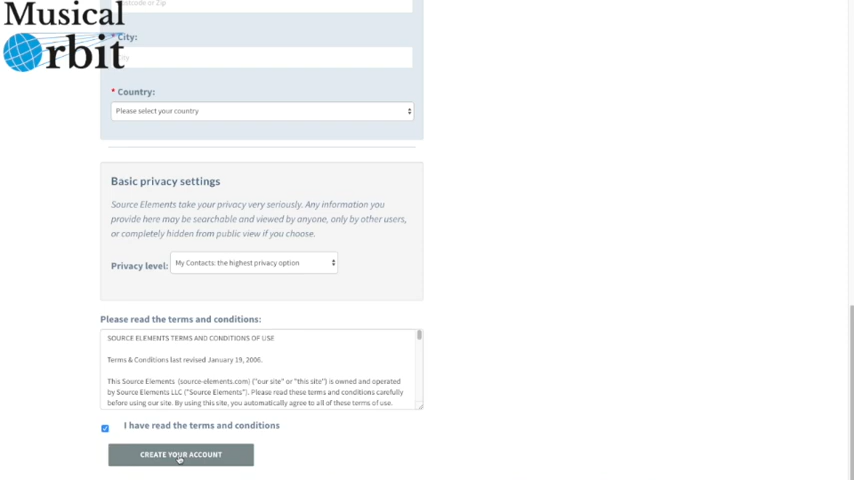 Musical
Orbit
Postcode or Zip
* City:
City
* Country:
Please select your country
Basic privacy settings
Source Elements take your privacy very seriously. Any information you
provide here may be searchable and viewed by anyone, only by other users,
or completely hidden from public view if you choose.
Privacy level: My Contacts: the highest privacy option
Please read the terms and conditions:
SOURCE ELEMENTS TERMS AND CONDITIONS OF USE
Terms & Conditions last revised January 19, 2006.
This Source Elements (source-elements.com) ("our site" or "this site") is owned and operated
by Source Elements LLC ("Source Elements"). Please read these terms and conditions carefully
before using our site. By using this site, you automatically agree to all of these terms of use.
I have read the terms and conditions
CREATE YOUR ACCOUNT